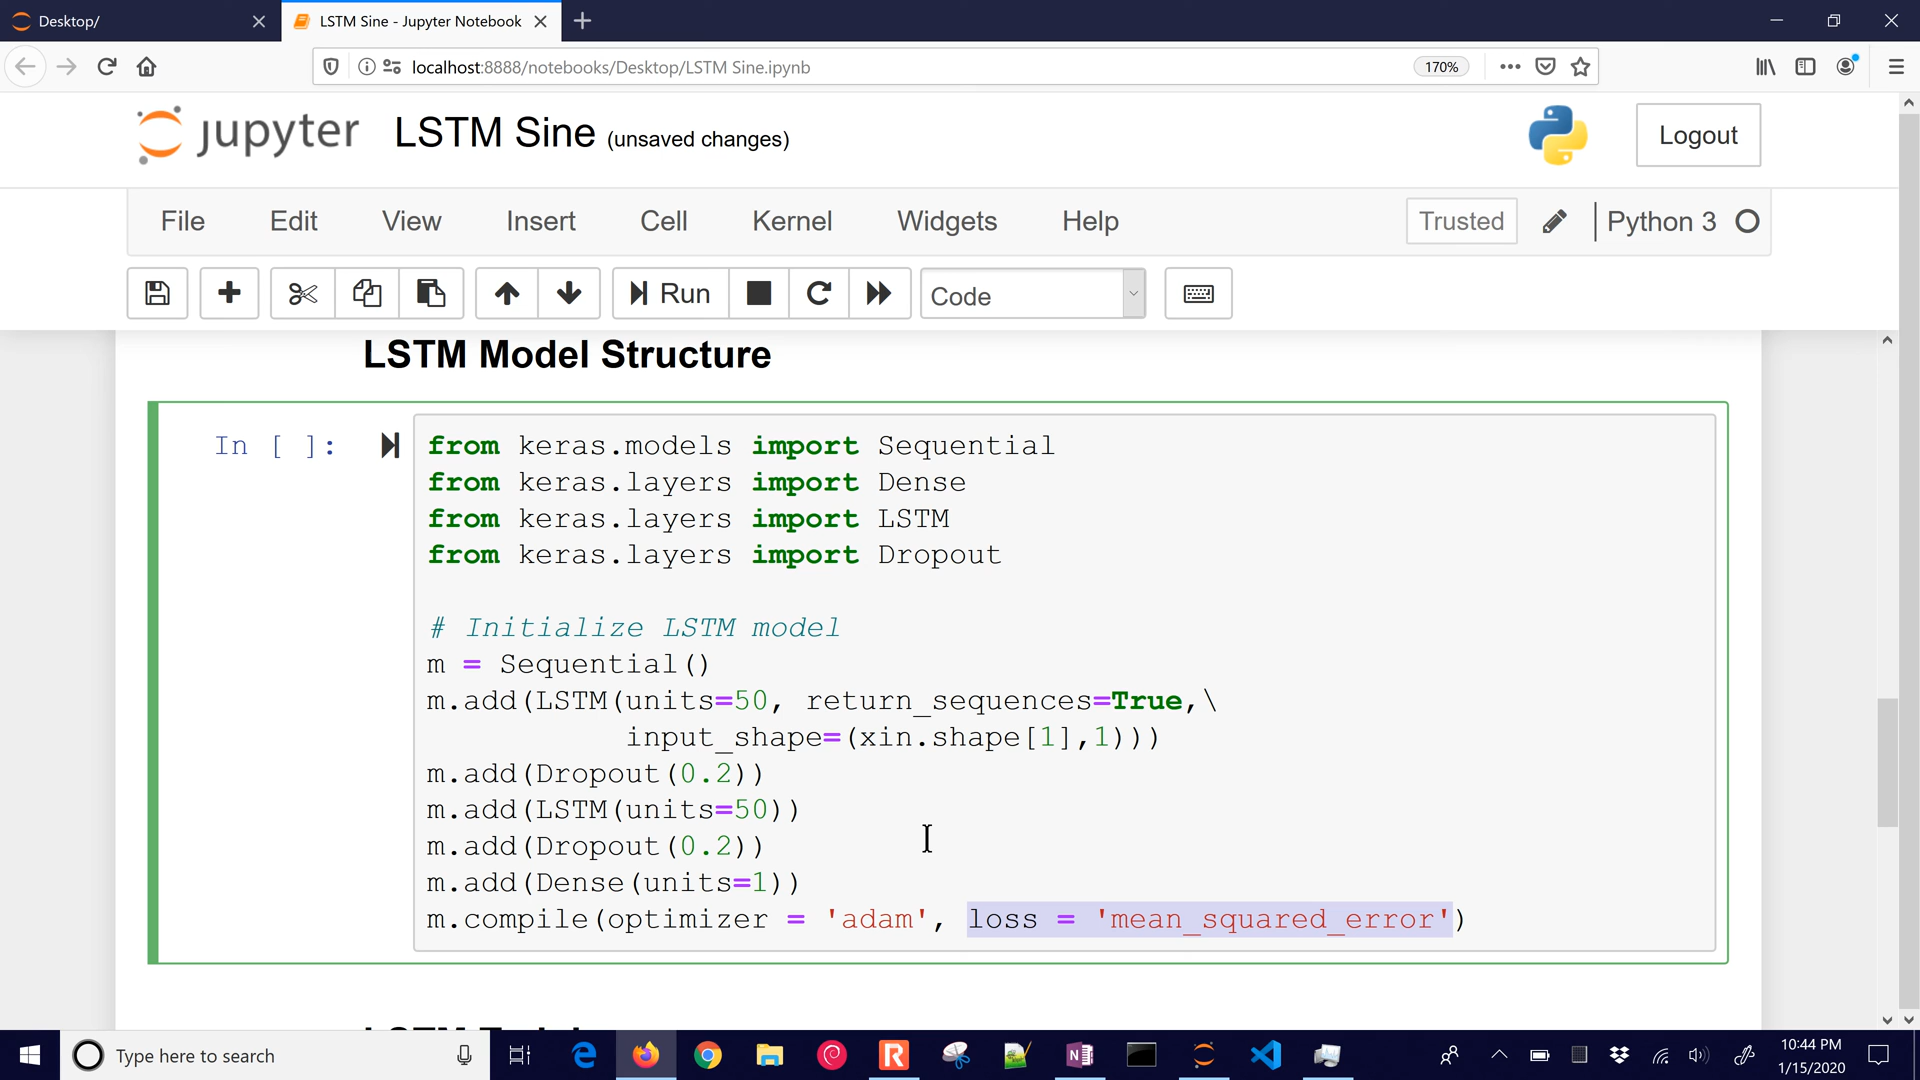 Desktop/
LSTM Sine - Jupyter Notebook
localhost:8888/notebooks/Desktop/LSTM Sine.ipynb
170%
jupyter
LSTM Sine (unsaved changes)
Logout
File Edit View Insert Cell Kernel Widgets Help
Trusted
Python 3
Run
Code
LSTM Model Structure
In [ ]:
from keras.models import Sequential
from keras.layers import Dense
from keras.layers import LSTM
from keras.layers import Dropout
# Initialize LSTM model
m = Sequential()
m.add(LSTM(units=50, return_sequences=True,\
input_shape=(xin.shape[1],1)))
m.add(Dropout(0.2))
m.add(LSTM(units=50))
m.add(Dropout(0.2))
m.add(Dense(units=1))
m.compile(optimizer = 'adam', loss = 'mean_squared_error')
Type here to search
10:44 PM
1/15/2020